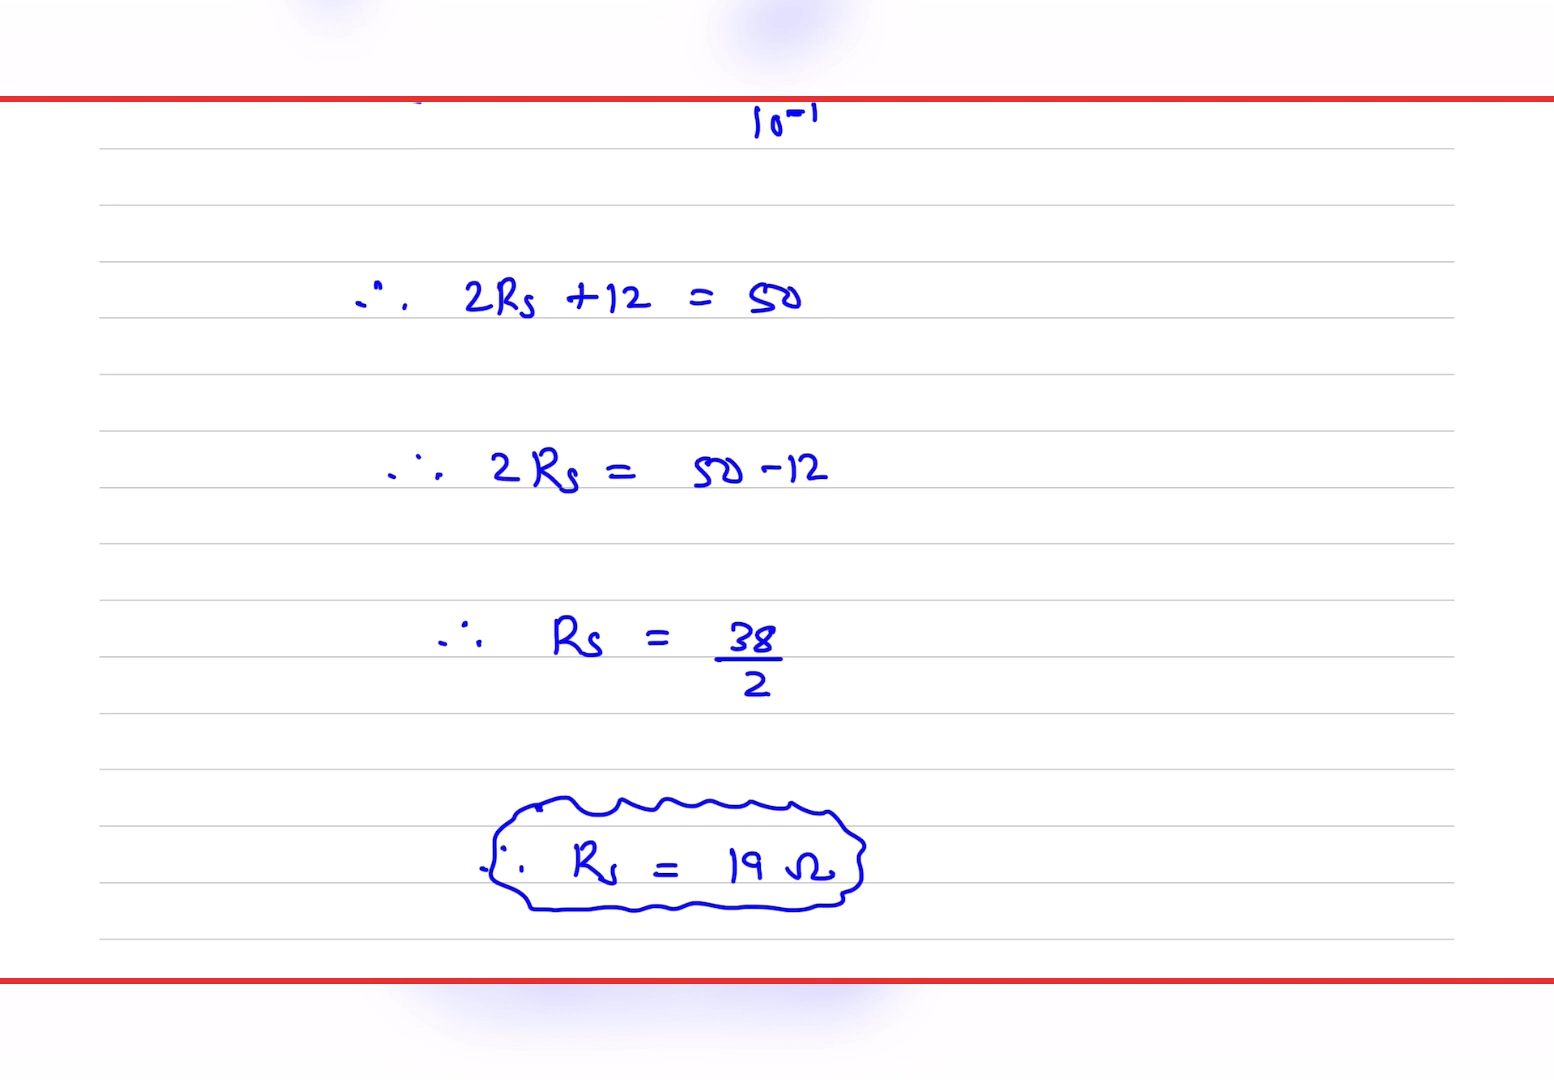 10⁻¹
∴ 2Rs + 12 = 50
∴ 2Rs = 50 - 12
∴ Rs = 38/2
∴ Rs = 19 Ω